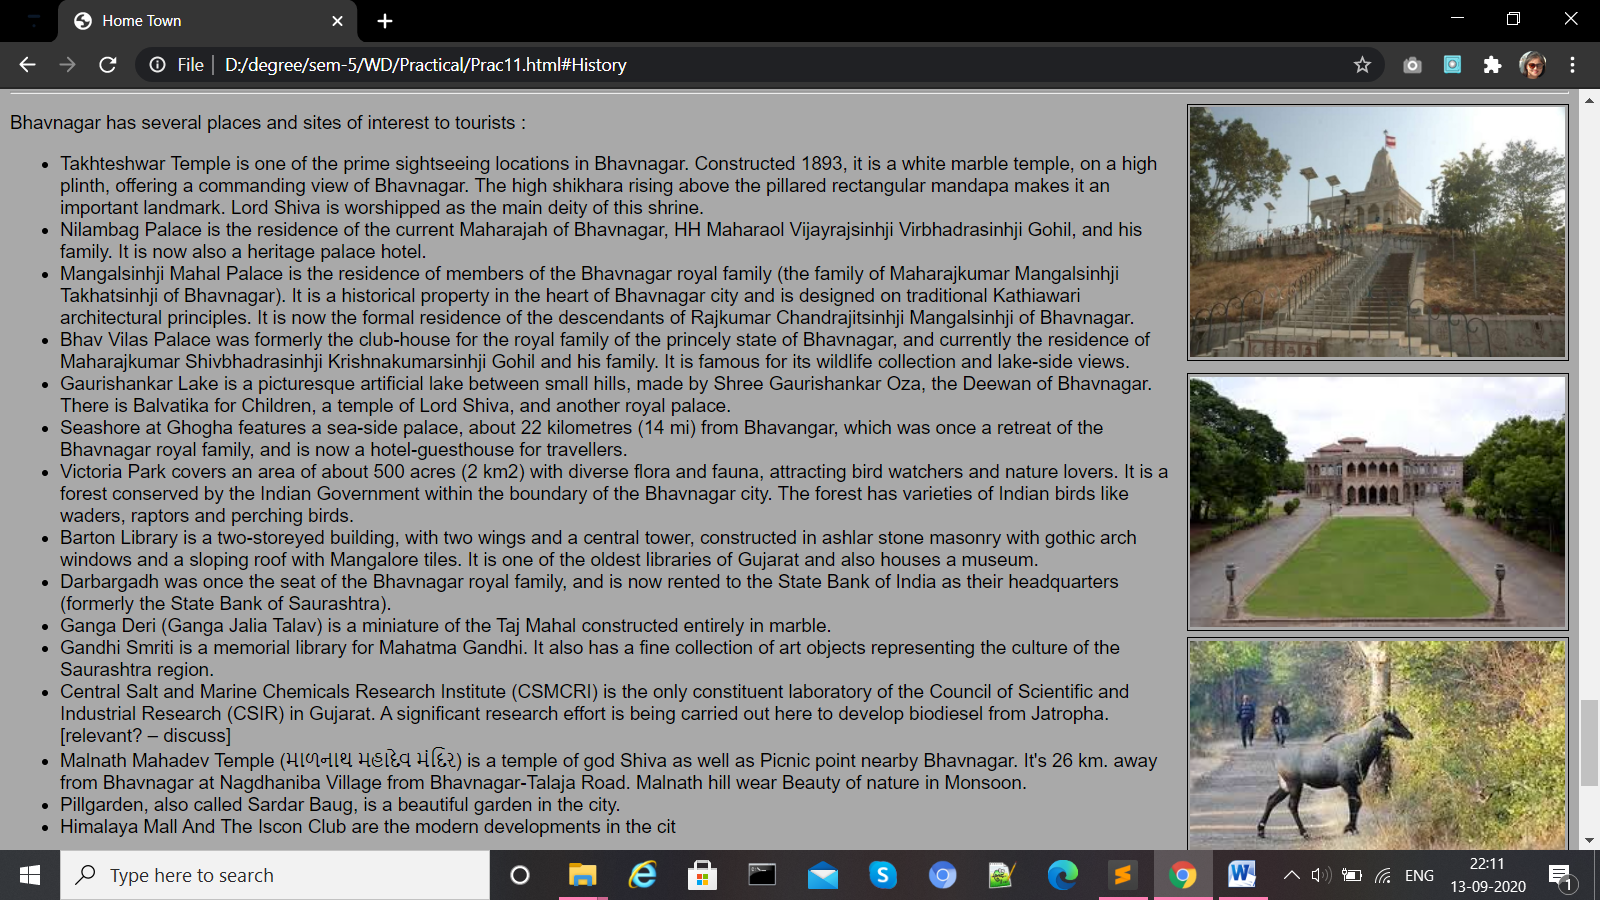 Home Town
File
D:/degree/sem-5/WD/Practical/Prac11.html#History
Bhavnagar has several places and sites of interest to tourists :
Takhteshwar Temple is one of the prime sightseeing locations in Bhavnagar. Constructed 1893, it is a white marble temple, on a high
plinth, offering a commanding view of Bhavnagar. The high shikhara rising above the pillared rectangular mandapa makes it an
important landmark. Lord Shiva is worshipped as the main deity of this shrine.
Nilambag Palace is the residence of the current Maharajah of Bhavnagar, HH Maharaol Vijayrajsinhji Virbhadrasinhji Gohil, and his
family. It is now also a heritage palace hotel.
Mangalsinhji Mahal Palace is the residence of members of the Bhavnagar royal family (the family of Maharajkumar Mangalsinhji
Takhatsinhji of Bhavnagar). It is a historical property in the heart of Bhavnagar city and is designed on traditional Kathiawari
architectural principles. It is now the formal residence of the descendants of Rajkumar Chandrajitsinhji Mangalsinhji of Bhavnagar.
Bhav Vilas Palace was formerly the club-house for the royal family of the princely state of Bhavnagar, and currently the residence of
Maharajkumar Shivbhadrasinhji Krishnakumarsinhji Gohil and his family. It is famous for its wildlife collection and lake-side views.
Gaurishankar Lake is a picturesque artificial lake between small hills, made by Shree Gaurishankar Oza, the Deewan of Bhavnagar.
There is Balvatika for Children, a temple of Lord Shiva, and another royal palace.
Seashore at Ghogha features a sea-side palace, about 22 kilometres (14 mi) from Bhavangar, which was once a retreat of the
Bhavnagar royal family, and is now a hotel-guesthouse for travellers.
Victoria Park covers an area of about 500 acres (2 km2) with diverse flora and fauna, attracting bird watchers and nature lovers. It is a
forest conserved by the Indian Government within the boundary of the Bhavnagar city. The forest has varieties of Indian birds like
waders, raptors and perching birds.
Barton Library is a two-storeyed building, with two wings and a central tower, constructed in ashlar stone masonry with gothic arch
windows and a sloping roof with Mangalore tiles. It is one of the oldest libraries of Gujarat and also houses a museum.
Darbargadh was once the seat of the Bhavnagar royal family, and is now rented to the State Bank of India as their headquarters
(formerly the State Bank of Saurashtra).
Ganga Deri (Ganga Jalia Talav) is a miniature of the Taj Mahal constructed entirely in marble.
Gandhi Smriti is a memorial library for Mahatma Gandhi. It also has a fine collection of art objects representing the culture of the
Saurashtra region.
Central Salt and Marine Chemicals Research Institute (CSMCRI) is the only constituent laboratory of the Council of Scientific and
Industrial Research (CSIR) in Gujarat. A significant research effort is being carried out here to develop biodiesel from Jatropha.
[relevant? – discuss]
Malnath Mahadev Temple (માળનાથ મહાદેવ મંદિર) is a temple of god Shiva as well as Picnic point nearby Bhavnagar. It's 26 km. away
from Bhavnagar at Nagdhaniba Village from Bhavnagar-Talaja Road. Malnath hill wear Beauty of nature in Monsoon.
Pillgarden, also called Sardar Baug, is a beautiful garden in the city.
Himalaya Mall And The Iscon Club are the modern developments in the cit
Type here to search
ENG
22:11
13-09-2020
1